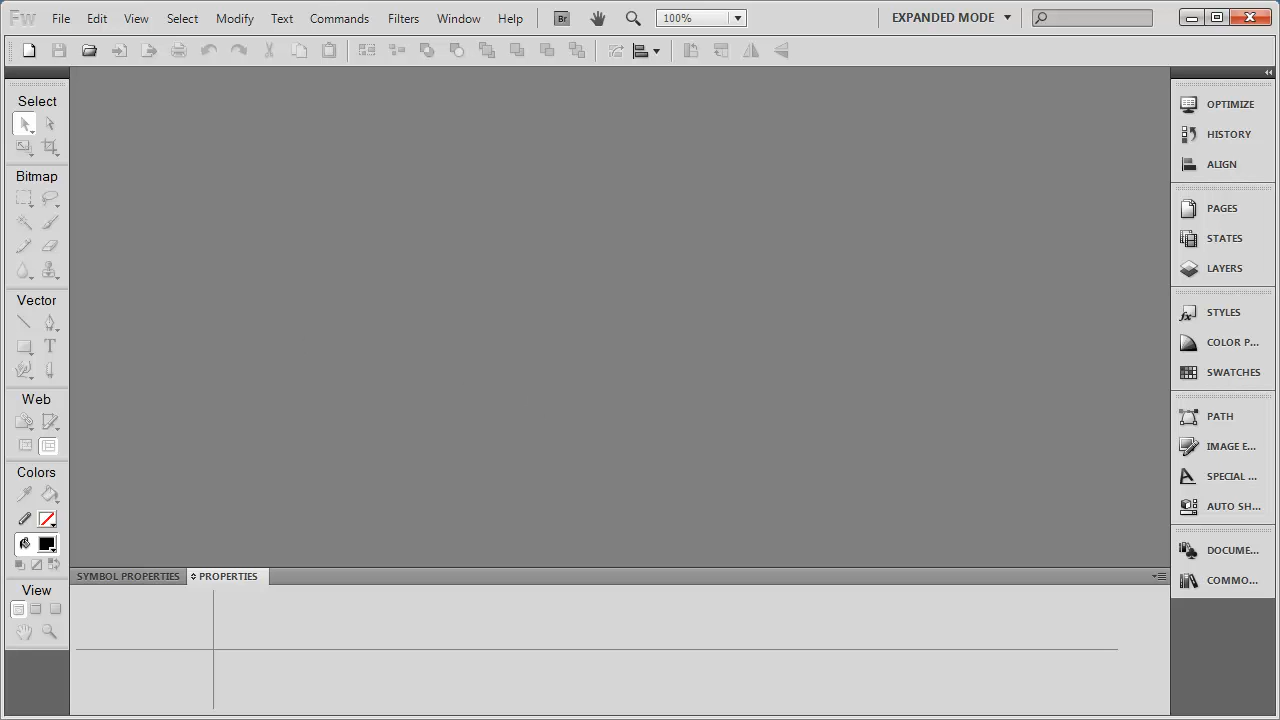 Fw File Edit View Select Modify Text Commands Filters Window Help Br 100% EXPANDED MODE
Select
Bitmap
Vector
T
Web
Colors
View
OPTIMIZE
HISTORY
ALIGN
PAGES
STATES
LAYERS
STYLES
COLOR P...
SWATCHES
PATH
IMAGE E...
SPECIAL ...
AUTO SH...
DOCUME...
COMMO...
SYMBOL PROPERTIES PROPERTIES